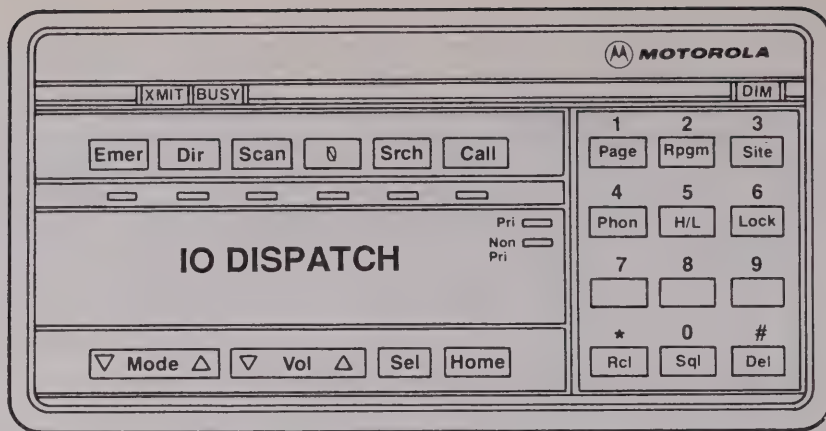 MOTOROLA
XMIT BUSY DIM
1 2 3
Emer Dir Scan Srch Call Page Rpgm Site
4 5 6
Phon H/L Lock
Pri
Non
Pri
IO DISPATCH
7 8 9
* 0 #
▽ Mode △ ▽ Vol △ Sel Home Rcl Sql Del